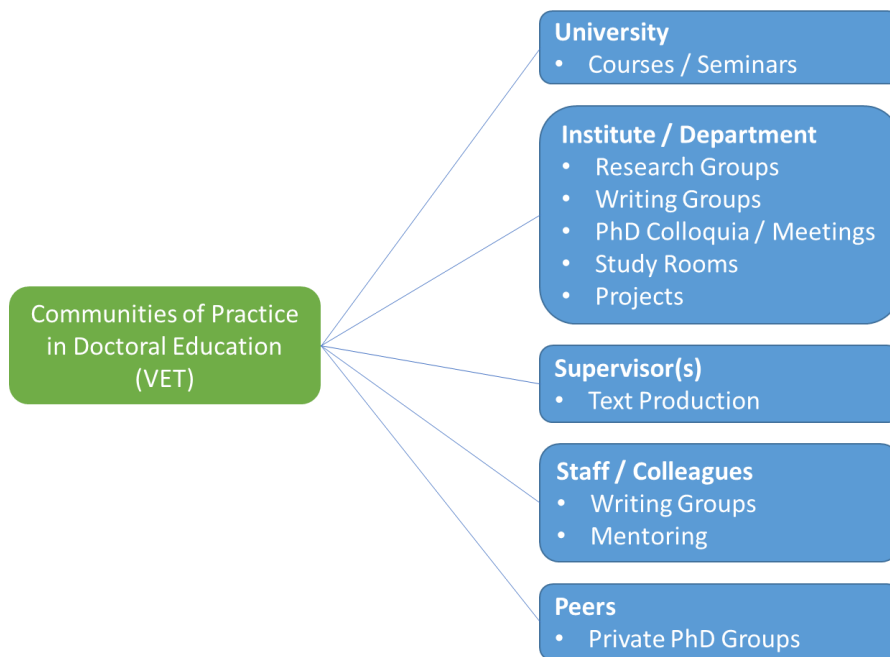 University
• Courses / Seminars
Institute / Department
• Research Groups
• Writing Groups
• PhD Colloquia / Meetings
• Study Rooms
• Projects
Communities of Practice
in Doctoral Education
(VET)
Supervisor(s)
• Text Production
Staff / Colleagues
• Writing Groups
• Mentoring
Peers
• Private PhD Groups